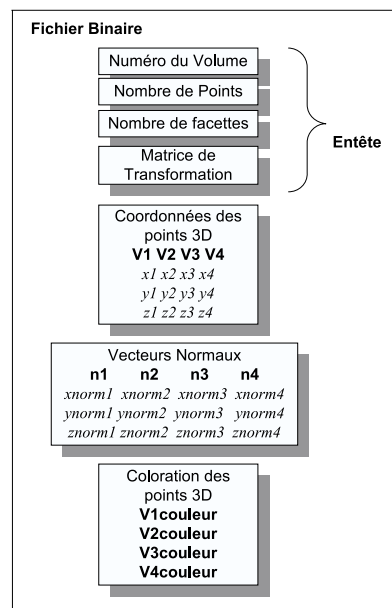 Fichier Binaire
Numéro du Volume
Nombre de Points
Nombre de facettes
Matrice de
Transformation
Entête
Coordonnées des
points 3D
V1 V2 V3 V4
x1 x2 x3 x4
y1 y2 y3 y4
z1 z2 z3 z4
Vecteurs Normaux
n1 n2 n3 n4
xnorm1 xnorm2 xnorm3 xnorm4
ynorm1 ynorm2 ynorm3 ynorm4
znorm1 znorm2 znorm3 znorm4
Coloration des
points 3D
V1couleur
V2couleur
V3couleur
V4couleur